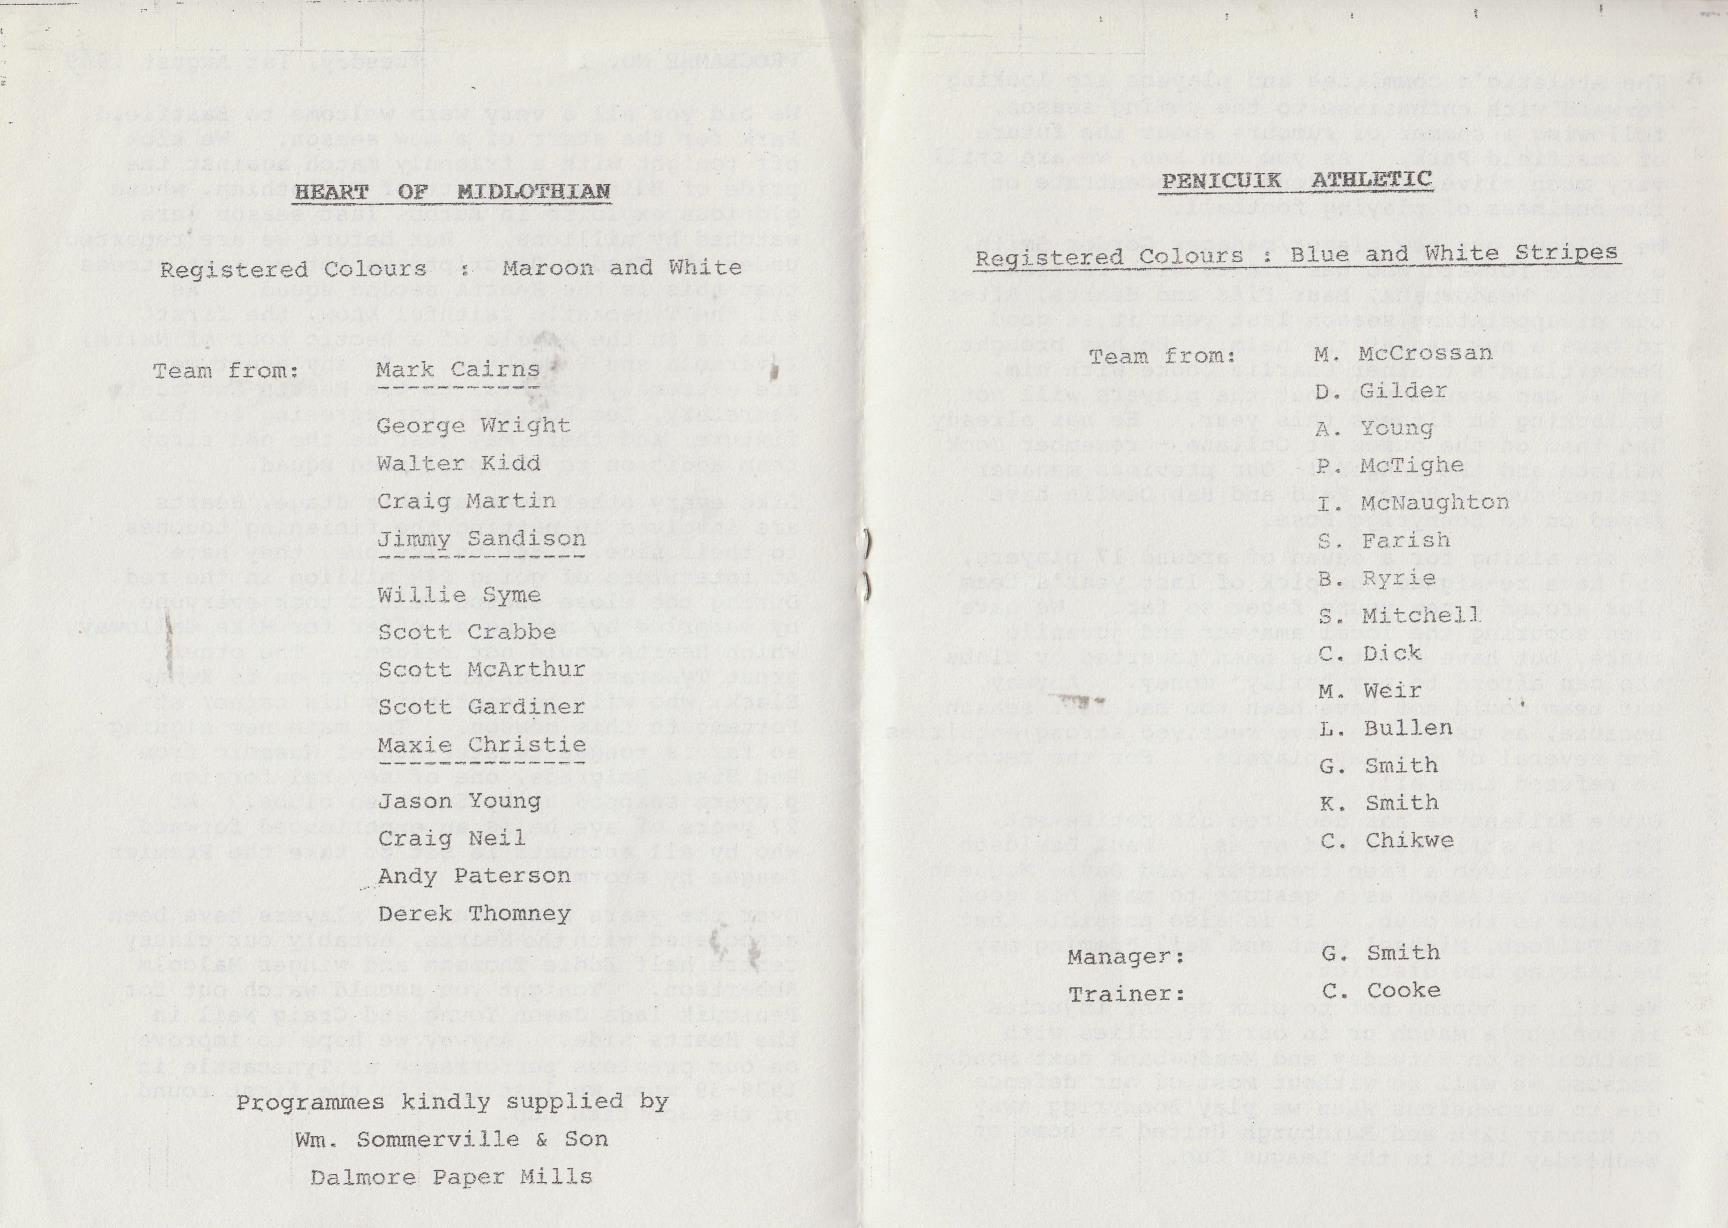 HEART OF MIDLOTHIAN
Registered Colours : Maroon and White
Team from: Mark Cairns
George Wright
Walter Kidd
Craig Martin
Jimmy Sandison
Willie Syme
Scott Crabbe
Scott McArthur
Scott Gardiner
Maxie Christie
Jason Young
Craig Neil
Andy Paterson
Derek Thomney
Programmes kindly supplied by
Wm. Sommerville & Son
Dalmore Paper Mills
PENICUIK ATHLETIC
Registered Colours : Blue and White Stripes
Team from: M. McCrossan
D. Gilder
A. Young
P. McTighe
I. McNaughton
S. Farish
B. Ryrie
S. Mitchell
C. Dick
M. Weir
L. Bullen
G. Smith
K. Smith
C. Chikwe
Manager: G. Smith
Trainer: C. Cooke